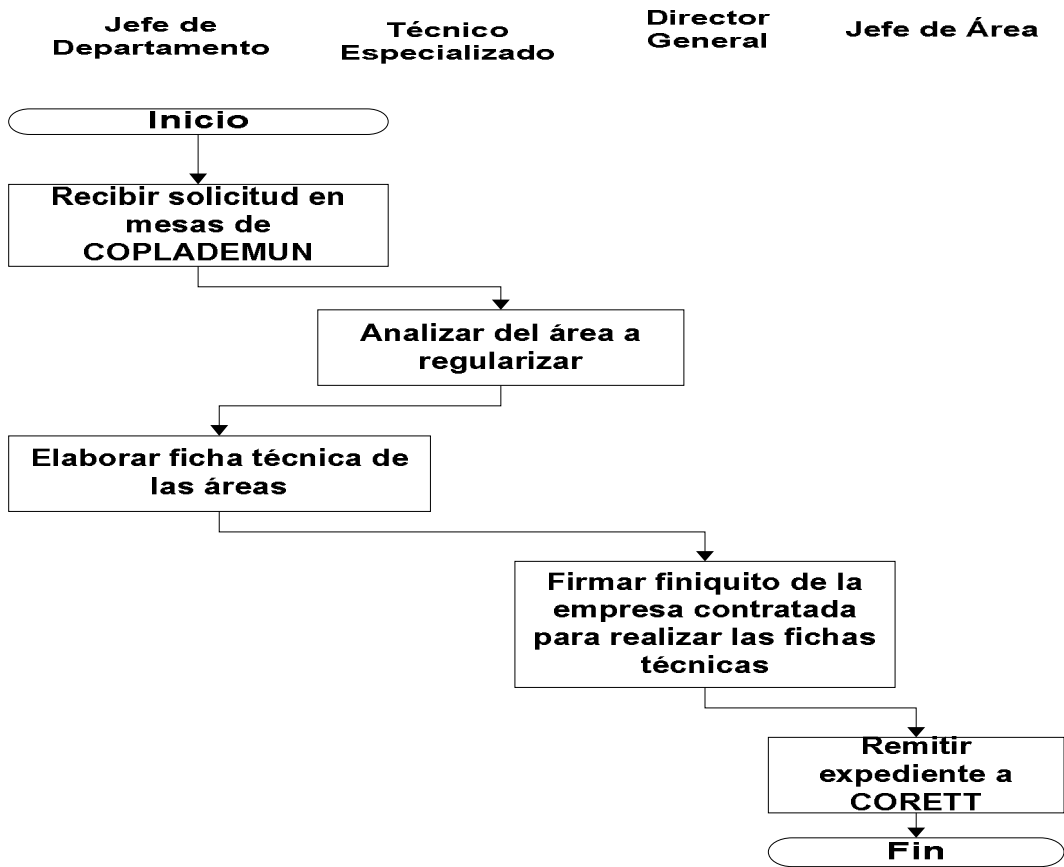 Jefe de
Departamento
Técnico
Especializado
Director
General
Jefe de Área
Inicio
Recibir solicitud en
mesas de
COPLADEMUN
Analizar del área a
regularizar
Elaborar ficha técnica de
las áreas
Firmar finiquito de la
empresa contratada
para realizar las fichas
técnicas
Remitir
expediente a
CORETT
Fin